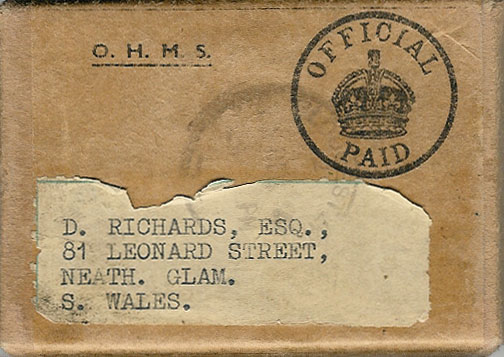 O. H. M. S.
OFFICIAL
PAID
D. RICHARDS, ESQ.,
81 LEONARD STREET,
NEATH. GLAM.
S. WALES.